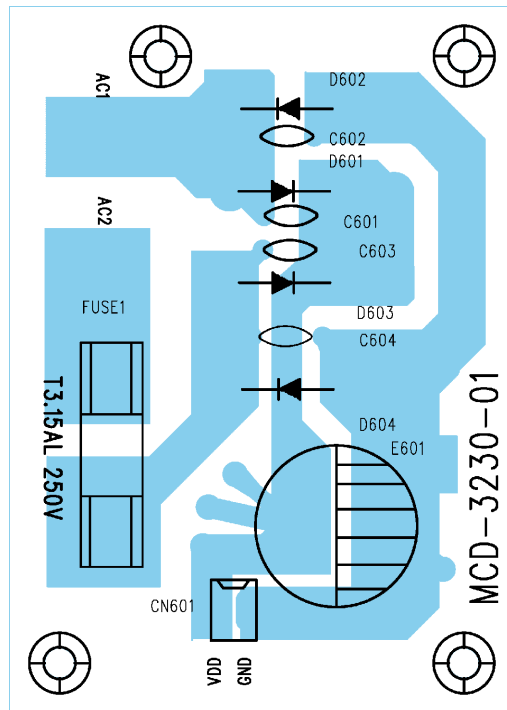 AC1
D602
C602
D601
AC2
C601
C603
FUSE1
D603
C604
T3.15AL 250V
D604
E601
MCD-3230-01
CN601
VDD
GND